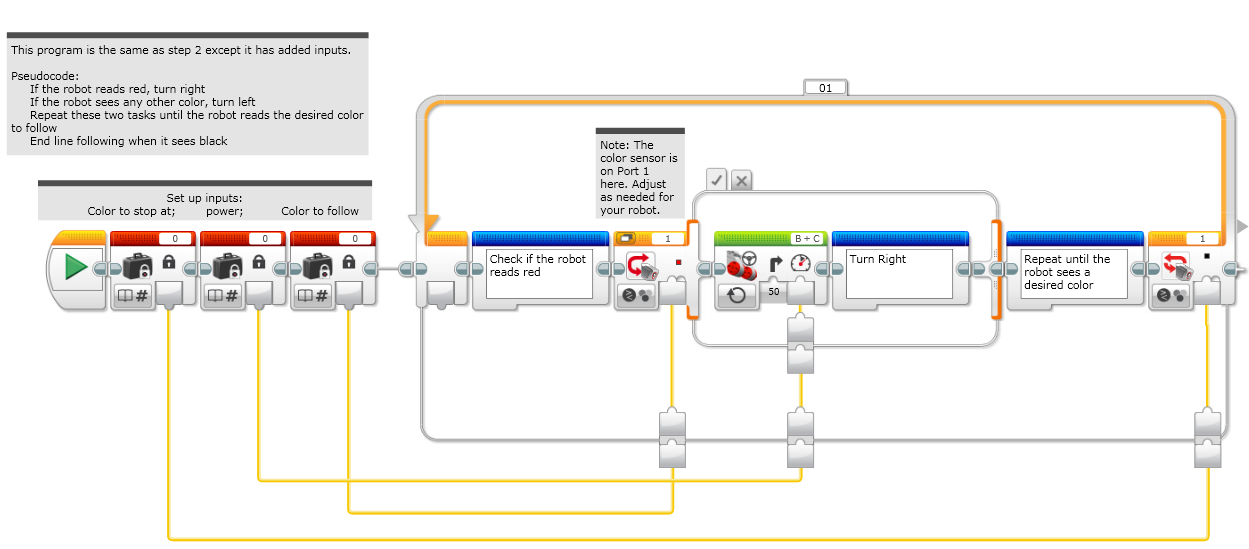 This program is the same as step 2 except it has added inputs.
Pseudocode:
If the robot reads red, turn right
If the robot sees any other color, turn left
Repeat these two tasks until the robot reads the desired color
to follow
End line following when it sees black
Set up inputs:
Color to stop at; power; Color to follow
0 0 0
#
#
#
01
Note: The
color sensor is
on Port 1
here. Adjust
as needed for
your robot.
Check if the robot
reads red
1
B + C
50
Turn Right
Repeat until the
robot sees a
desired color
1